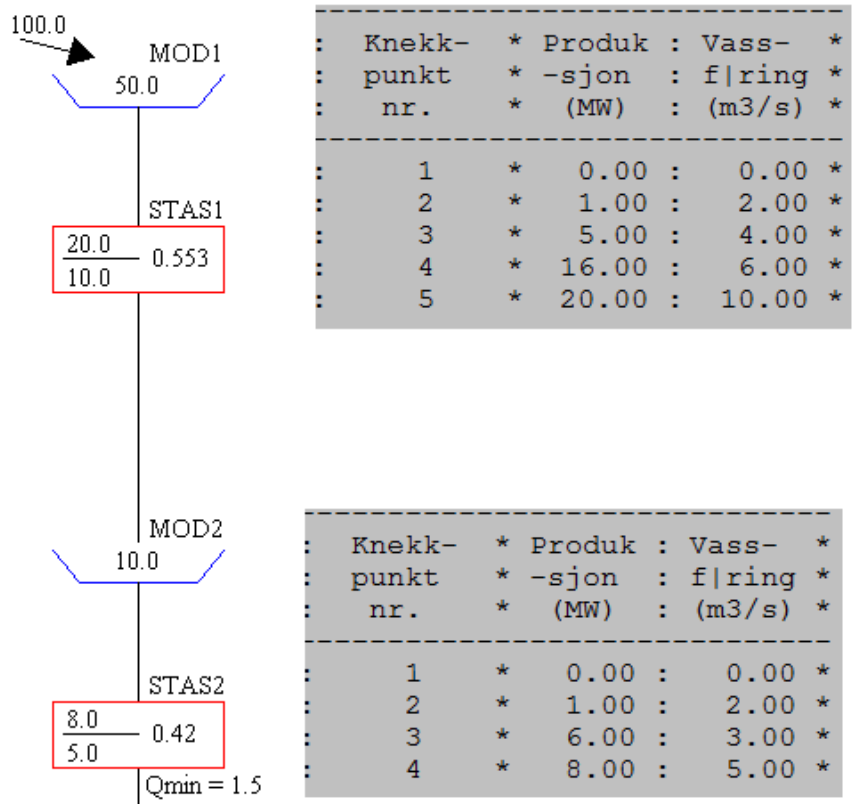 100.0
MOD1
50.0
STAS1
20.0
10.0
0.553
--------------------------------
: Knekk- * Produk : Vass- *
: punkt * -sjon : f|ring *
: nr. * (MW) : (m3/s) *
--------------------------------
: 1 * 0.00 : 0.00 *
: 2 * 1.00 : 2.00 *
: 3 * 5.00 : 4.00 *
: 4 * 16.00 : 6.00 *
: 5 * 20.00 : 10.00 *
MOD2
10.0
STAS2
8.0
5.0
0.42
Qmin = 1.5
--------------------------------
: Knekk- * Produk : Vass- *
: punkt * -sjon : f|ring *
: nr. * (MW) : (m3/s) *
--------------------------------
: 1 * 0.00 : 0.00 *
: 2 * 1.00 : 2.00 *
: 3 * 6.00 : 3.00 *
: 4 * 8.00 : 5.00 *